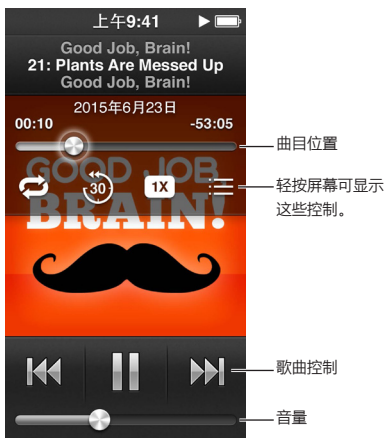 上午9:41
Good Job, Brain!
21: Plants Are Messed Up
Good Job, Brain!
2015年6月23日
00:10
-53:05
曲目位置
GOOD JOB
30
1X
轻按屏幕可显示
这些控制。
BRAIN!
歌曲控制
音量